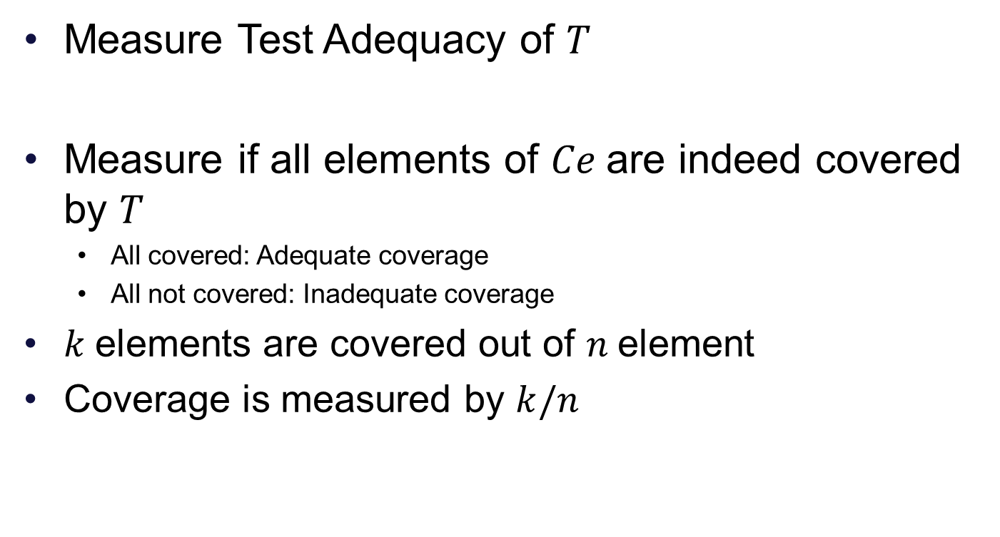 • Measure Test Adequacy of T
• Measure if all elements of Ce are indeed covered
by T
• All covered: Adequate coverage
• All not covered: Inadequate coverage
• k elements are covered out of n element
• Coverage is measured by k/n